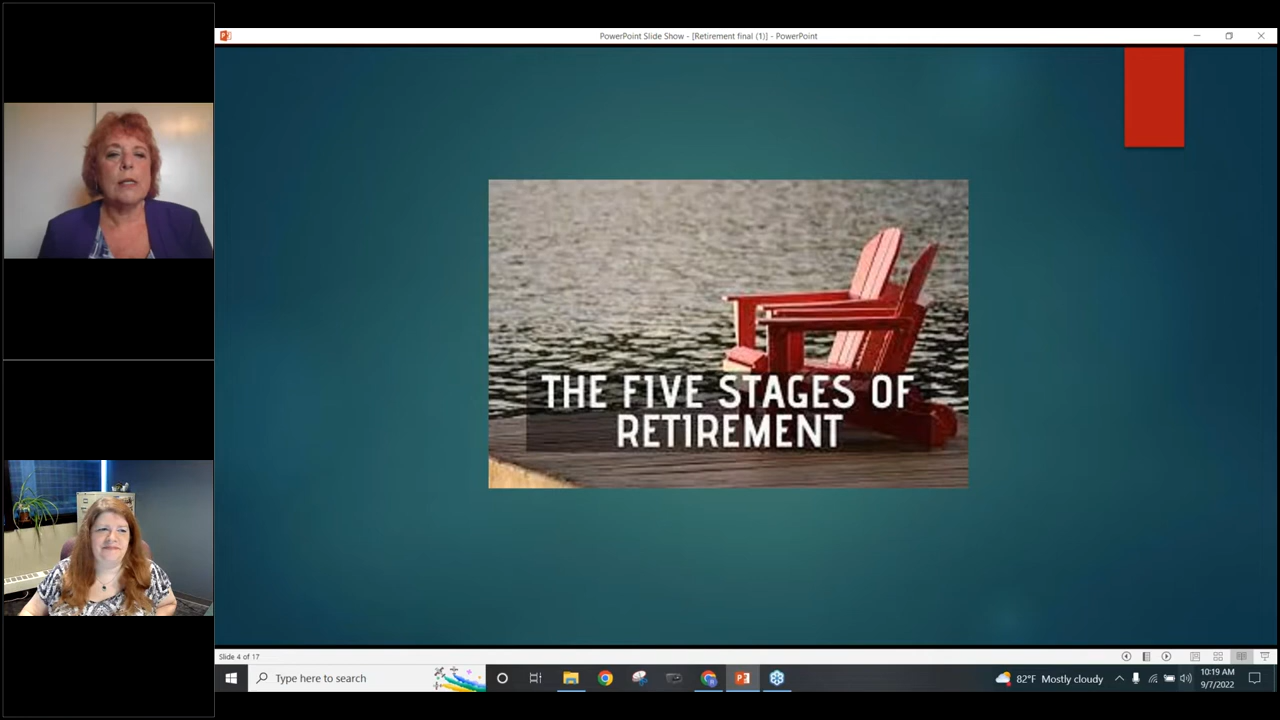 PowerPoint Slide Show - [Retirement final (1)] - PowerPoint
THE FIVE STAGES OF
RETIREMENT
Slide 4 of 17
Type here to search
82°F Mostly cloudy
10:19 AM
9/7/2022